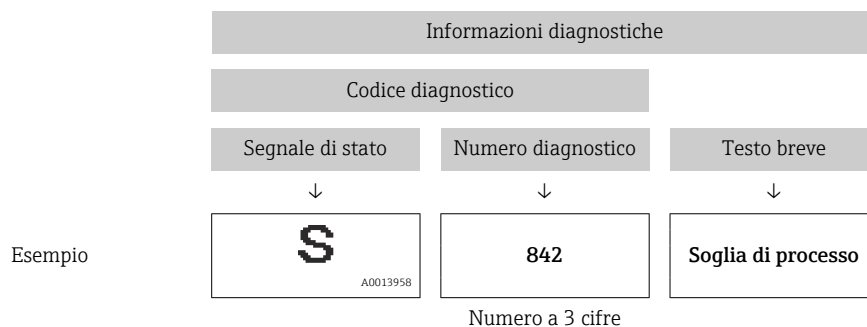 Informazioni diagnostiche
Codice diagnostico
Segnale di stato Numero diagnostico Testo breve
↓ ↓ ↓
Esempio S 842 Soglia di processo
A0013958
Numero a 3 cifre